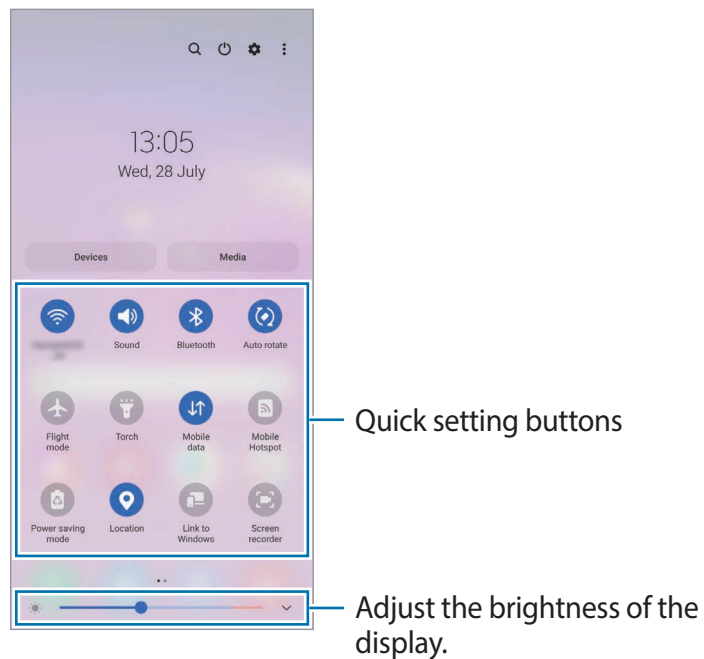 13:05
Wed, 28 July
Devices Media
Sound Bluetooth Auto rotate
Flight Torch Mobile Mobile
mode data Hotspot
Quick setting buttons
Power saving Location Link to Screen
mode Windows recorder
Adjust the brightness of the
display.